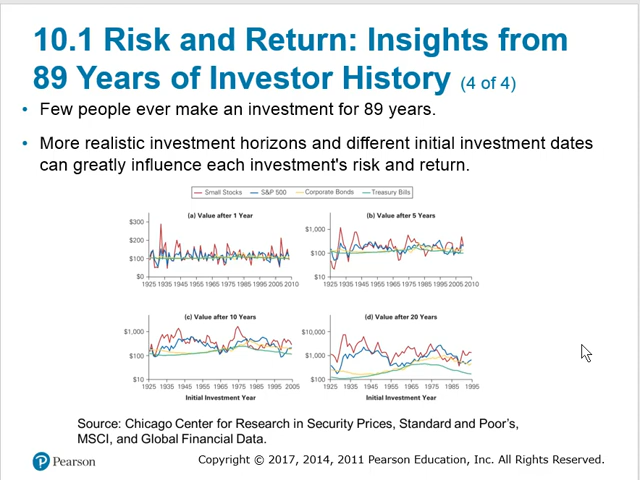 10.1 Risk and Return: Insights from
89 Years of Investor History (4 of 4)
• Few people ever make an investment for 89 years.
• More realistic investment horizons and different initial investment dates
can greatly influence each investment's risk and return.
Small Stocks S&P 500 Corporate Bonds Treasury Bills
(a) Value after 1 Year
$300
$200
$100
$0
1925 1935 1945 1955 1965 1975 1985 1995 2005 2010
(b) Value after 5 Years
$1,000
$100
$10
1925 1935 1945 1955 1965 1975 1985 1995 2005 2010
(c) Value after 10 Years
$1,000
$100
$10
1925 1935 1945 1955 1965 1975 1985 1995 2005
Initial Investment Year
(d) Value after 20 Years
$10,000
$1,000
$100
1925 1935 1945 1955 1965 1975 1985 1995
Initial Investment Year
Source: Chicago Center for Research in Security Prices, Standard and Poor's,
MSCI, and Global Financial Data.
P Pearson
Copyright © 2017, 2014, 2011 Pearson Education, Inc. All Rights Reserved.